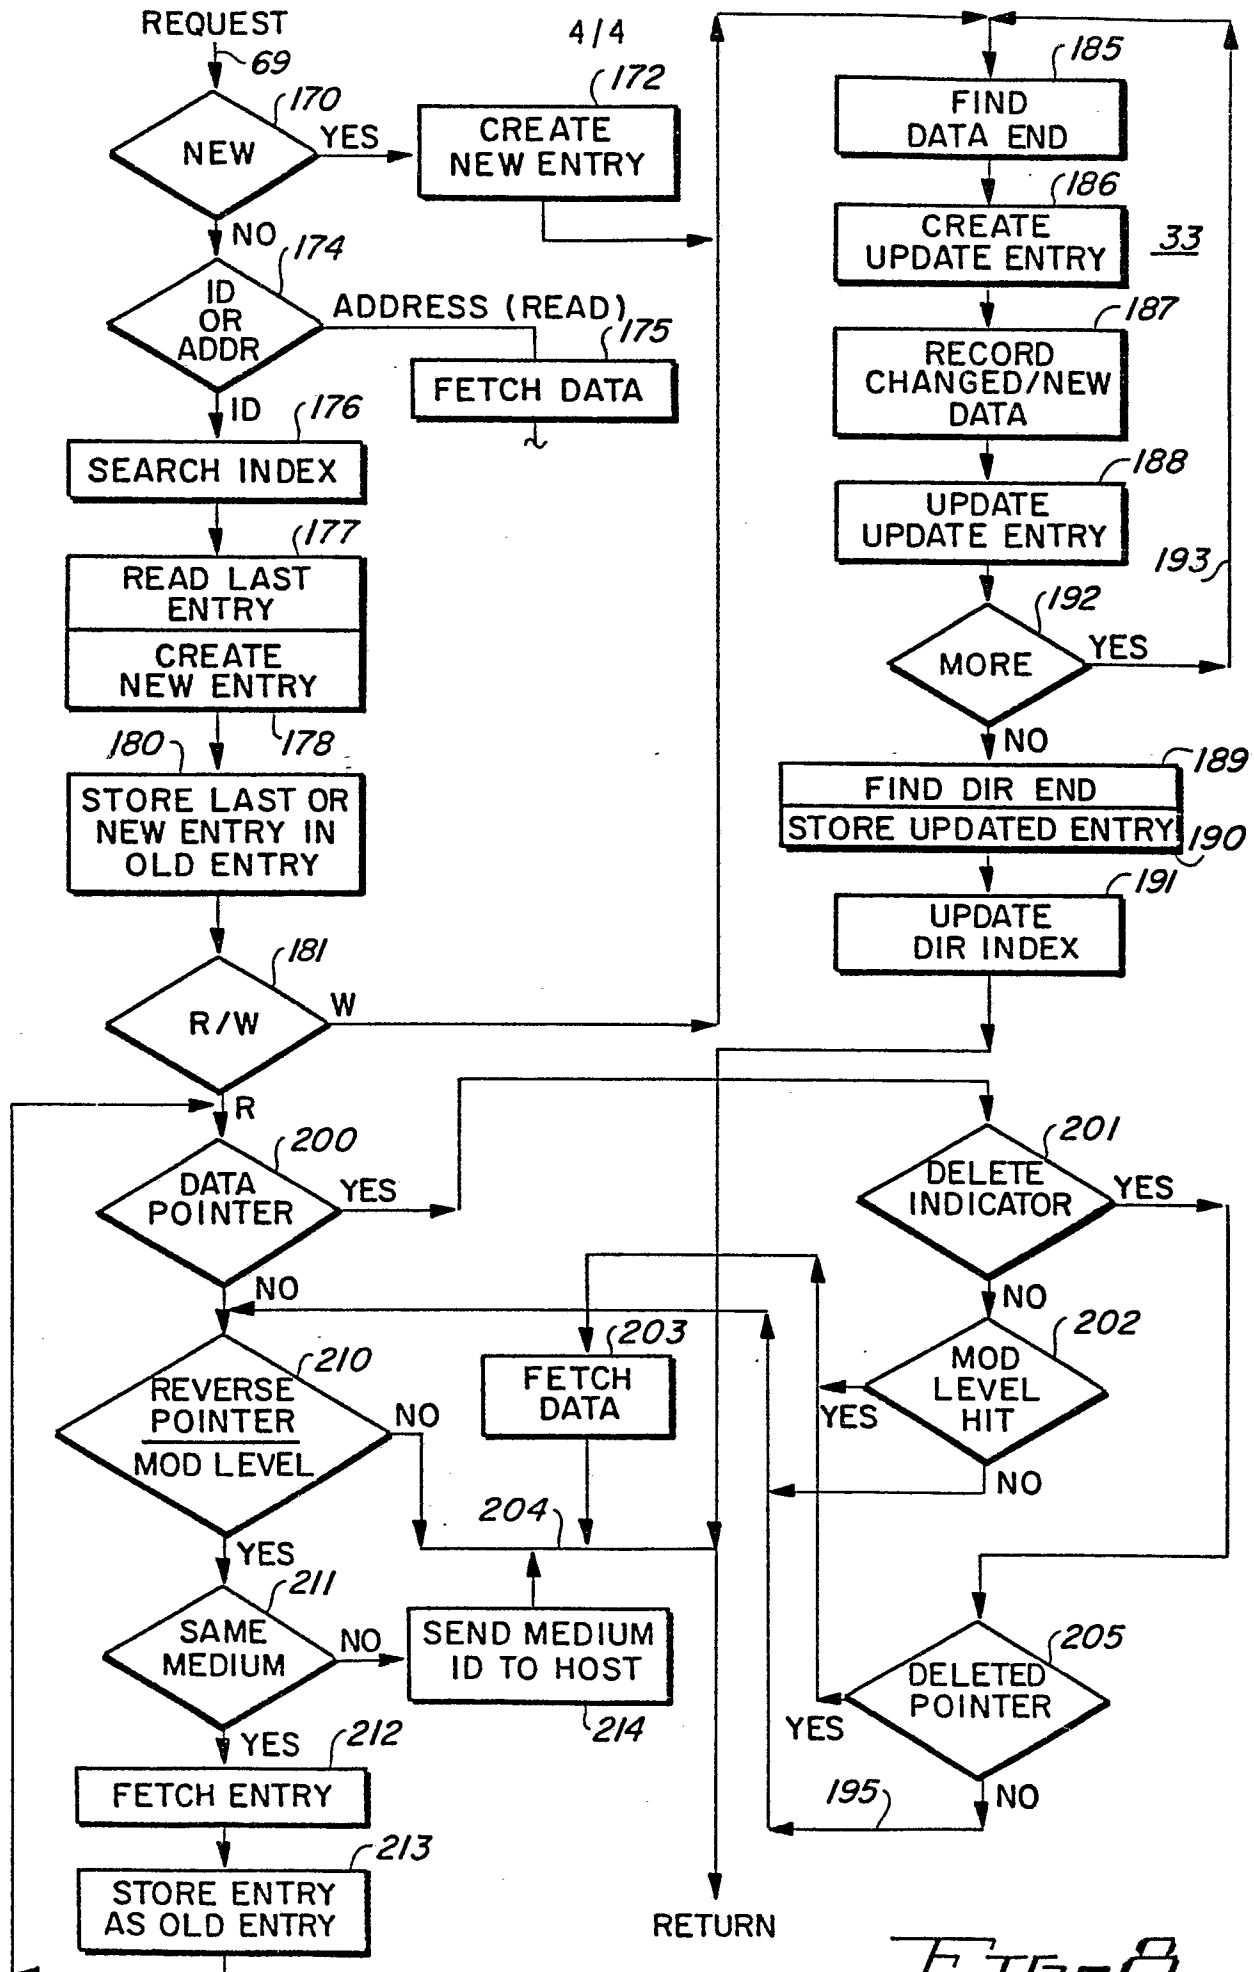 REQUEST
69
4/4
170
NEW
YES
172
CREATE
NEW ENTRY
NO
174
ID
OR
ADDR
ADDRESS (READ)
175
FETCH DATA
ID
176
SEARCH INDEX
177
READ LAST
ENTRY
CREATE
NEW ENTRY
178
180
STORE LAST OR
NEW ENTRY IN
OLD ENTRY
181
R/W
W
R
200
DATA
POINTER
YES
NO
210
REVERSE
POINTER
MOD LEVEL
NO
YES
211
SAME
MEDIUM
NO
YES
212
FETCH ENTRY
213
STORE ENTRY
AS OLD ENTRY
203
FETCH
DATA
204
SEND MEDIUM
ID TO HOST
214
185
FIND
DATA END
186
CREATE
UPDATE ENTRY
33
187
RECORD
CHANGED/NEW
DATA
188
UPDATE
UPDATE ENTRY
193
192
MORE
YES
NO
189
FIND DIR END
STORE UPDATED ENTRY
190
191
UPDATE
DIR INDEX
201
DELETE
INDICATOR
YES
NO
202
MOD
LEVEL
HIT
YES
NO
205
DELETED
POINTER
YES
NO
195
RETURN
FIG-8